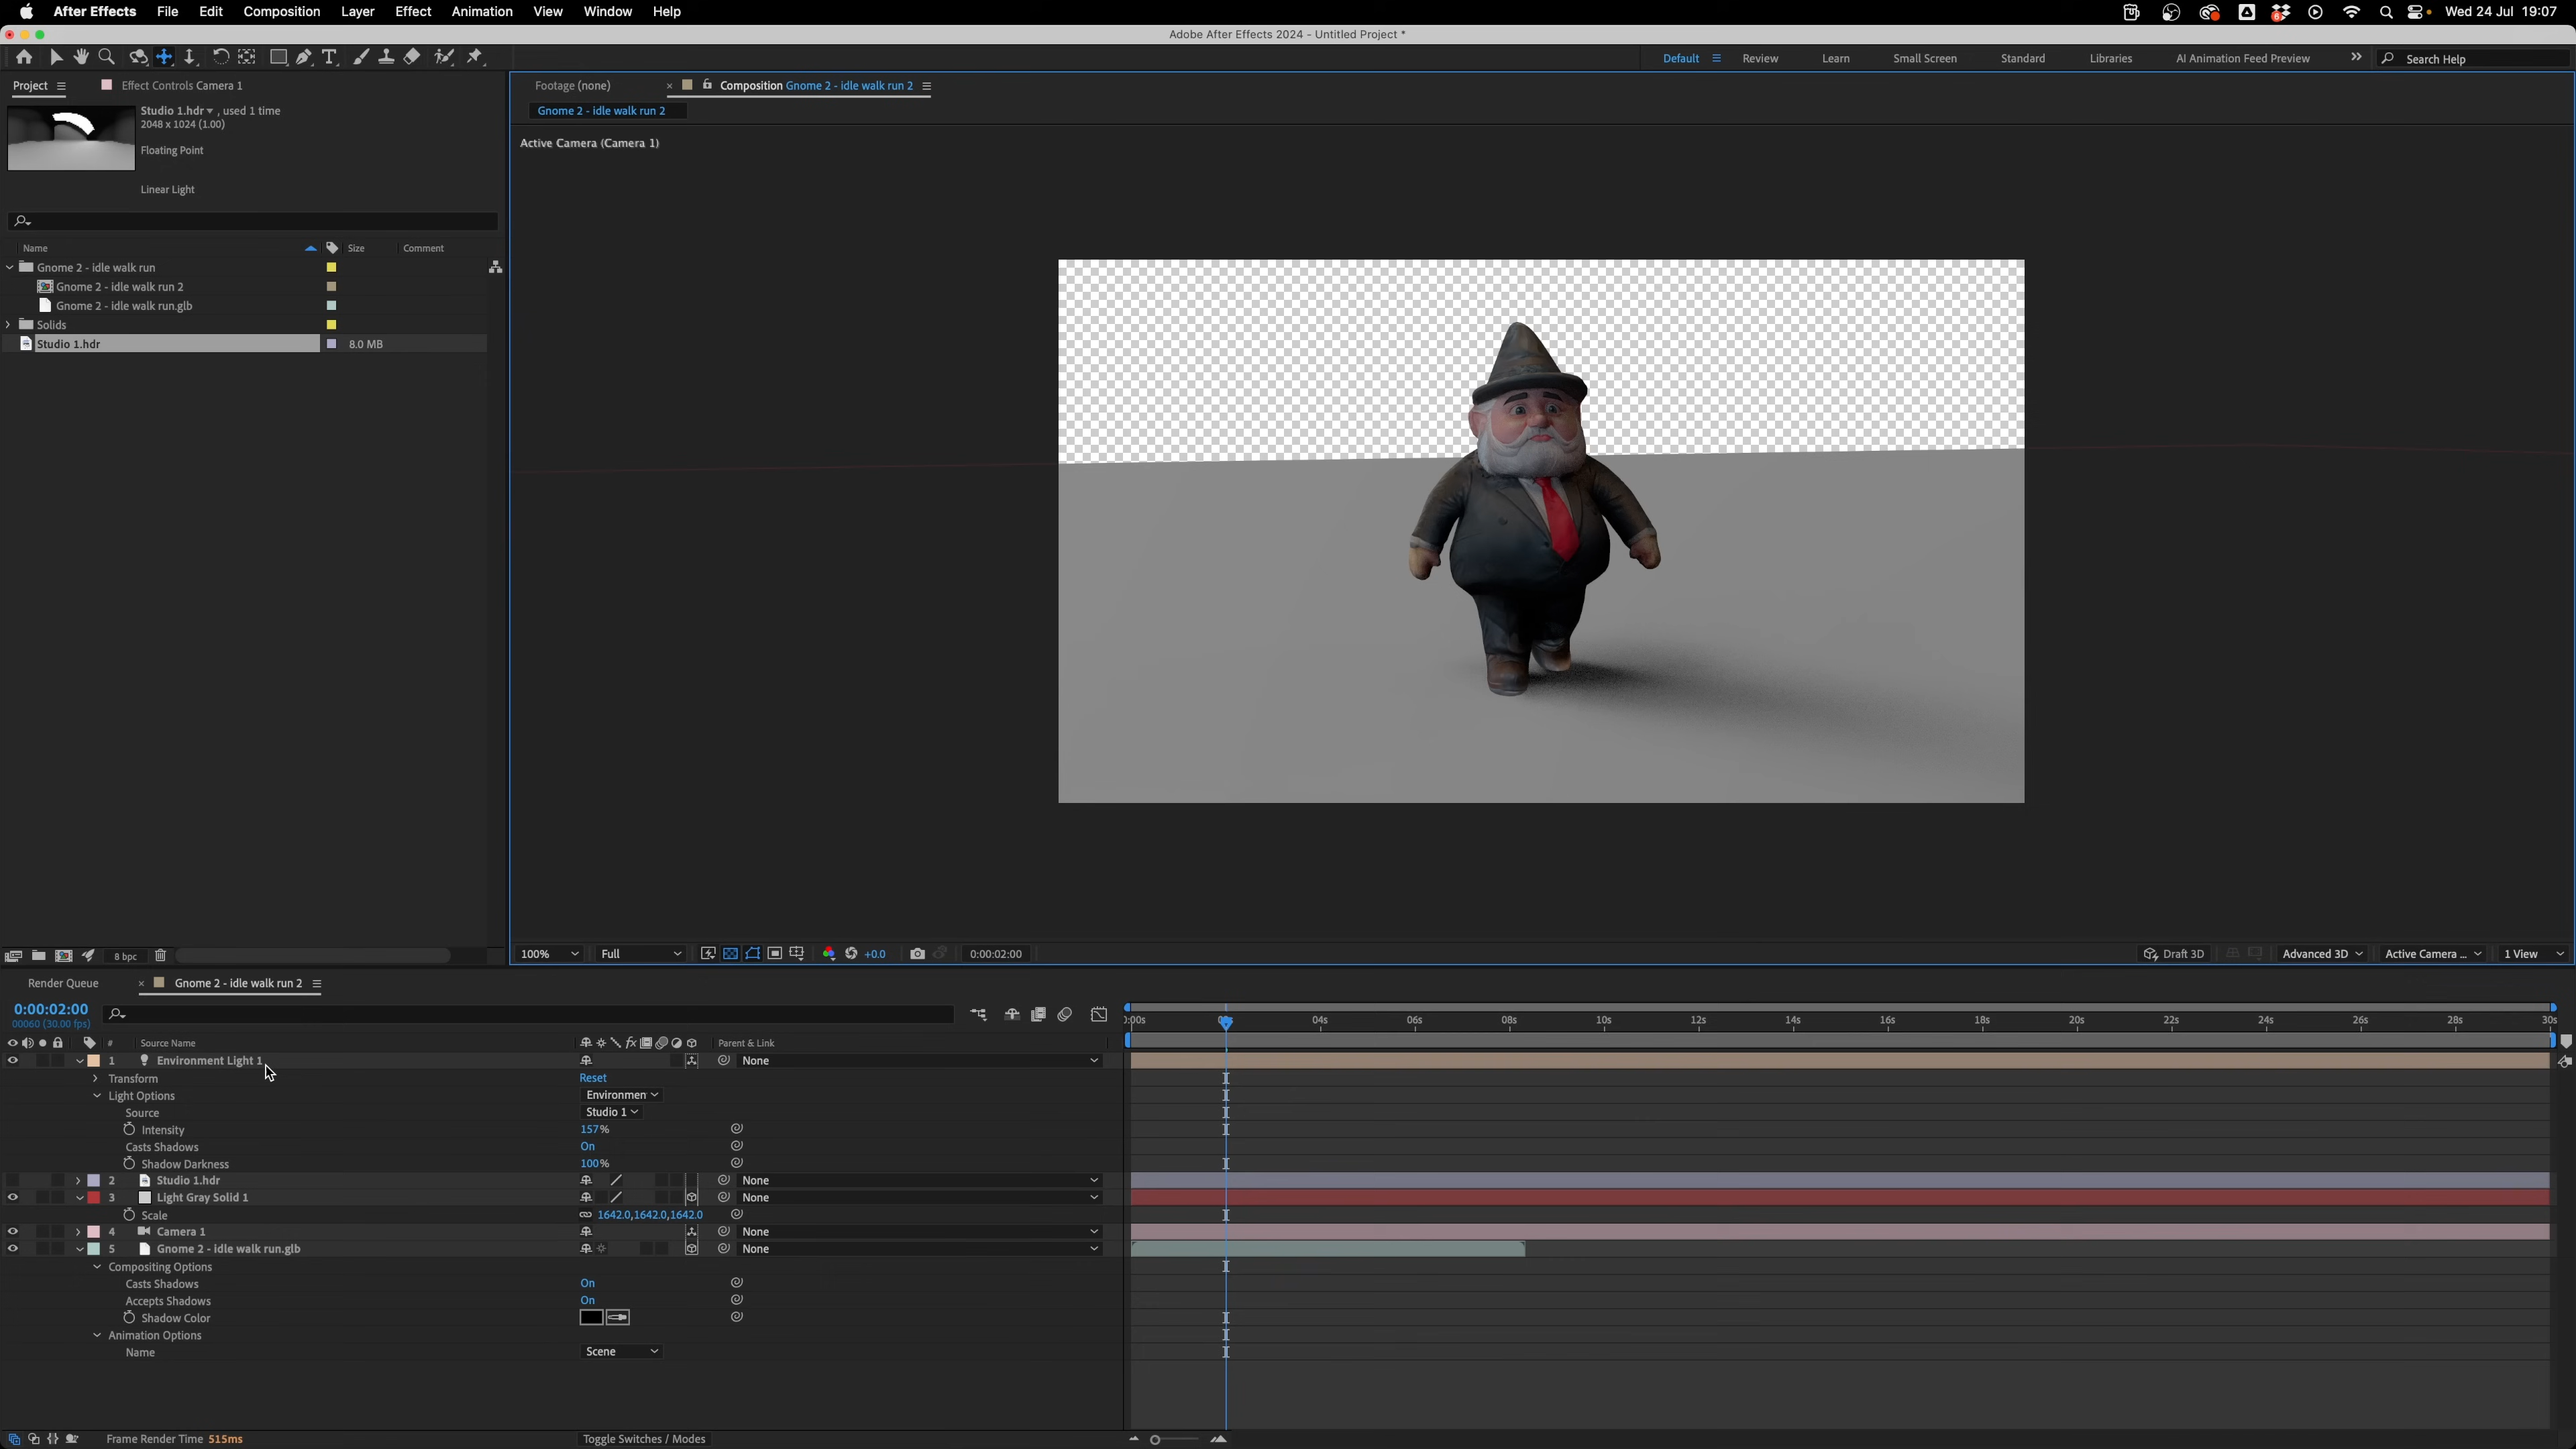 After Effects File Edit Composition Layer Effect Animation View Window Help
6
Wed 24 Jul 19:07
Adobe After Effects 2024 - Untitled Project *
Default Review Learn Small Screen Standard Libraries AI Animation Feed Preview Search Help
Project Effect Controls Camera 1
Footage (none) Composition Gnome 2 - idle walk run 2
Studio 1.hdr , used 1 time
2048 x 1024 (1.00)
Floating Point
Linear Light
Gnome 2 - idle walk run 2
Active Camera (Camera 1)
Name Size Comment
Gnome 2 - idle walk run
Gnome 2 - idle walk run 2
Gnome 2 - idle walk run.glb
Solids
Studio 1.hdr 8.0 MB
8 bpc
100% Full +0.0 0:00:02:00 Draft 3D Advanced 3D Active Camera ... 1 View
Render Queue Gnome 2 - idle walk run 2
0:00:02:00
00060 (30.00 fps)
0:00s 04s 06s 08s 10s 12s 14s 16s 18s 20s 22s 24s 26s 28s 30s
# Source Name fx Parent & Link
1 Environment Light 1 None
Transform Reset
Light Options Environmen
Source Studio 1
Intensity 157%
Casts Shadows On
Shadow Darkness 100%
2 Studio 1.hdr None
3 Light Gray Solid 1 None
Scale 1642.0,1642.0,1642.0
4 Camera 1 None
5 Gnome 2 - idle walk run.glb None
Compositing Options
Casts Shadows On
Accepts Shadows On
Shadow Color
Animation Options
Name Scene
Frame Render Time 515ms Toggle Switches / Modes